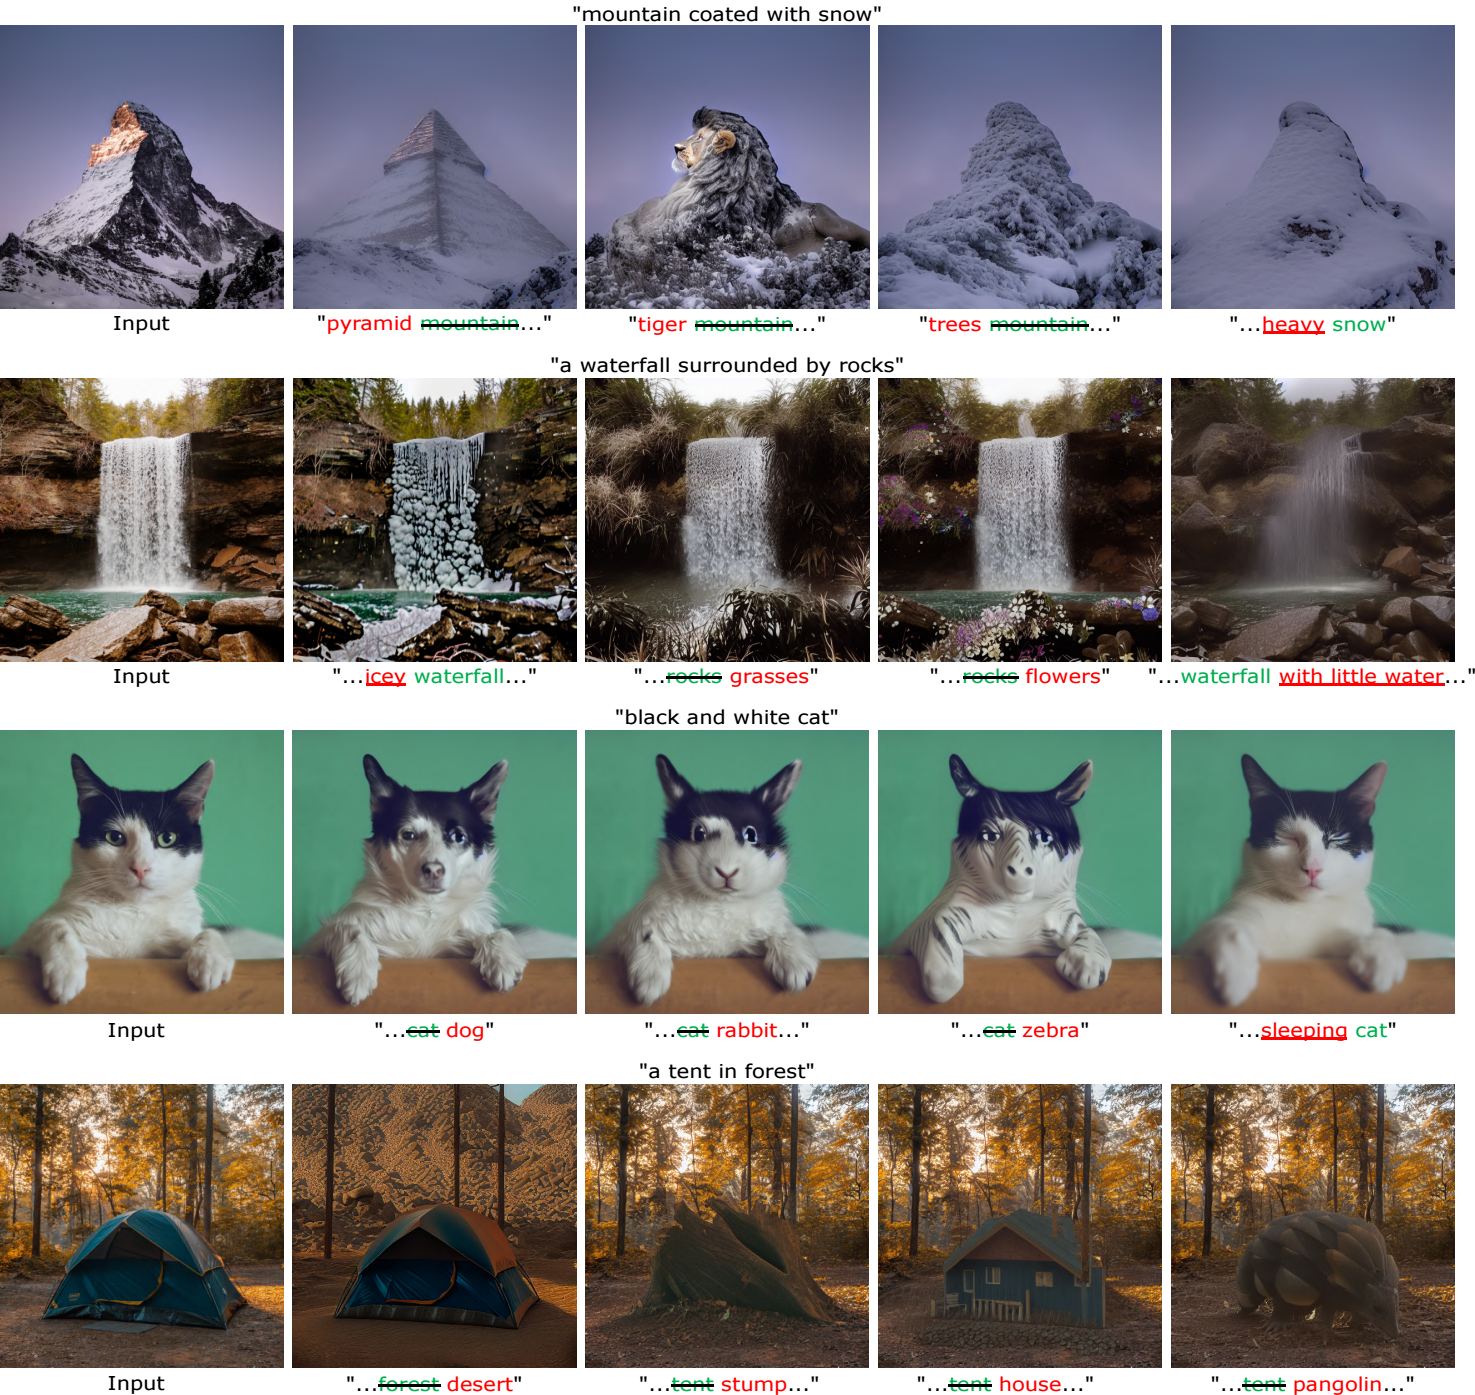 "mountain coated with snow"
Input
"pyramid mountain..."
"tiger mountain..."
"trees mountain..."
"...heavy snow"
"a waterfall surrounded by rocks"
Input
"...icey waterfall..."
"...rocks grasses"
"...rocks flowers"
"...waterfall with little water..."
"black and white cat"
Input
"...cat dog"
"...cat rabbit..."
"...cat zebra"
"...sleeping cat"
"a tent in forest"
Input
"...forest desert"
"...tent stump..."
"...tent house..."
"...tent pangolin..."